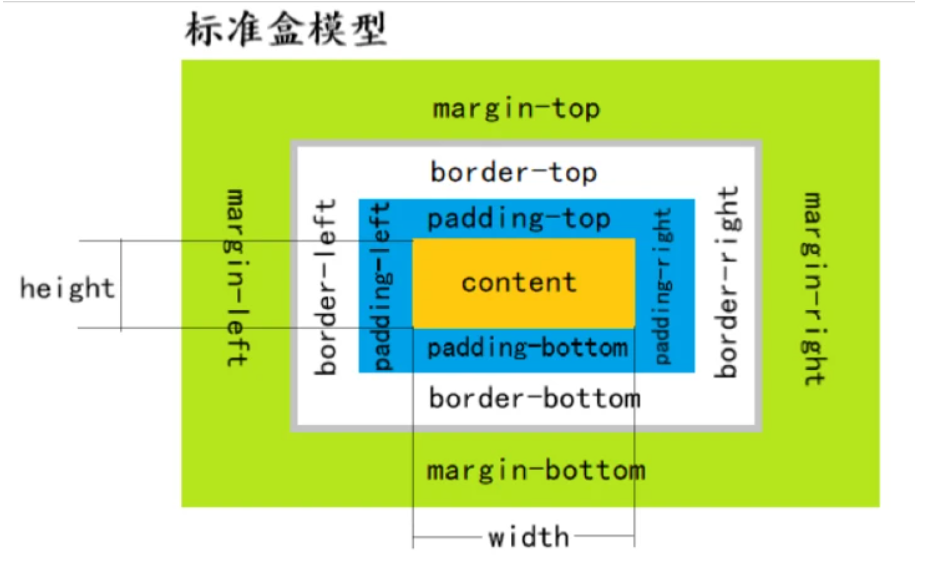 标准盒模型
margin-top
border-top
padding-top
margin-left
border-left
padding-left
height
content
padding-right
border-right
margin-right
padding-bottom
border-bottom
margin-bottom
width